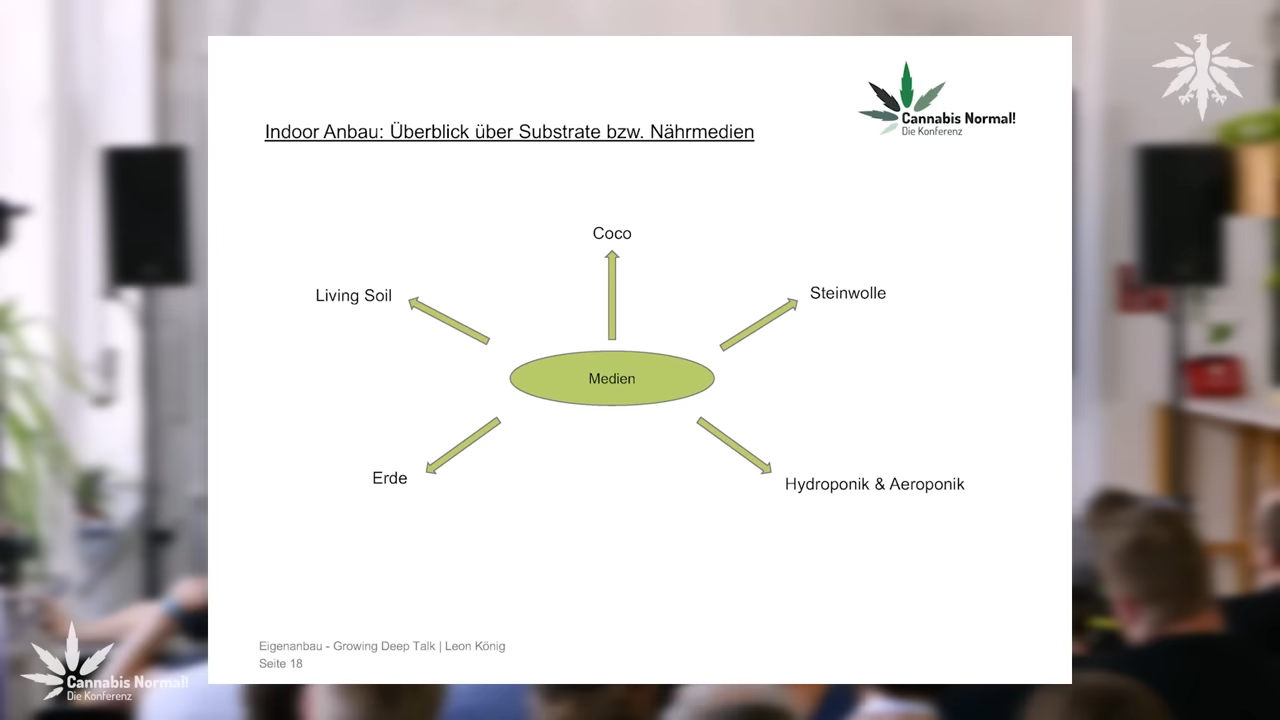 Cannabis Normal!
Die Konferenz
Indoor Anbau: Überblick über Substrate bzw. Nährmedien
Coco
Living Soil
Steinwolle
Medien
Erde
Hydroponik & Aeroponik
Eigenanbau - Growing Deep Talk | Leon König
Seite 18
Cannabis Normal!
Die Konferenz